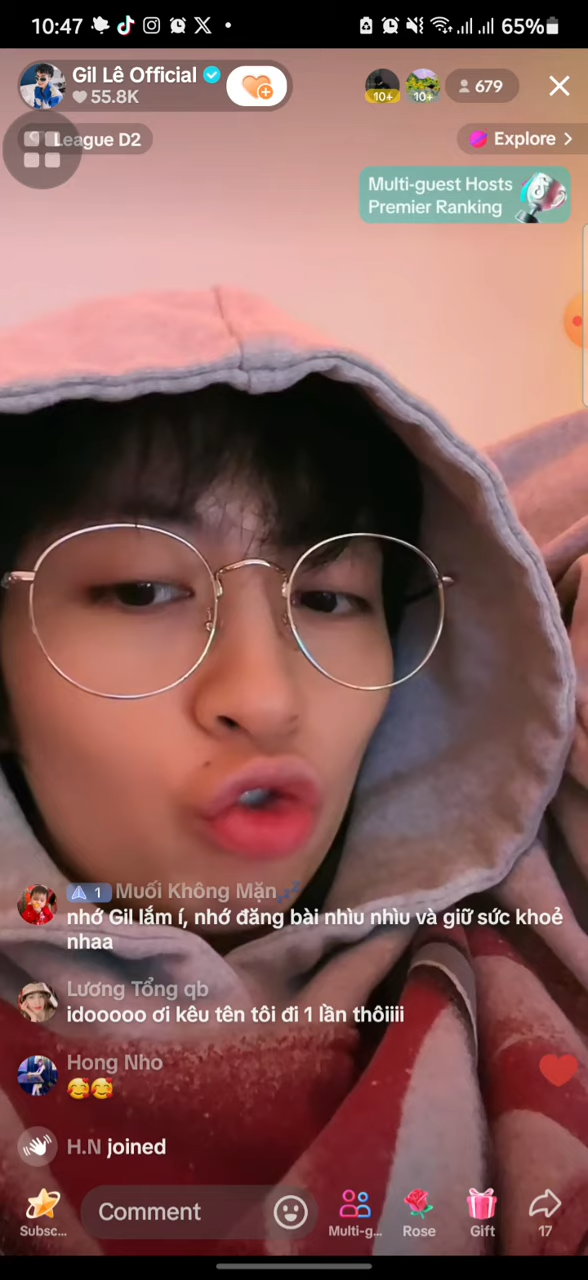 10:47
65%
Gil Lê Official
55.8K
10+
10+
679
League D2
Explore
Multi-guest Hosts
Premier Ranking
1 Muối Không Mặn💤
nhớ Gil lắm í, nhớ đăng bài nhìu nhìu và giữ sức khoẻ
nhaa
Lương Tổng qb
idooooo ơi kêu tên tôi đi 1 lần thôiiii
Hong Nho
🥰🥰
H.N joined
Comment
Subsc...
Multi-g...
Rose
Gift
17